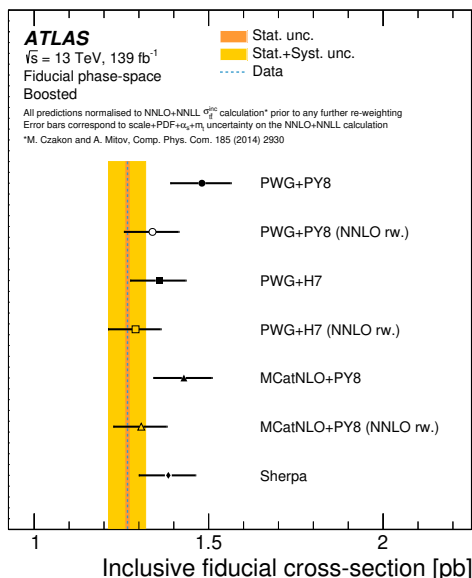 ATLAS
√s = 13 TeV, 139 fb⁻¹
Fiducial phase-space
Boosted
Stat. unc.
Stat.+Syst. unc.
Data
All predictions normalised to NNLO+NNLL σ_{tt̄}^{inc} calculation* prior to any further re-weighting
Error bars correspond to scale+PDF+αₛ+mₜ uncertainty on the NNLO+NNLL calculation
*M. Czakon and A. Mitov, Comp. Phys. Com. 185 (2014) 2930
PWG+PY8
PWG+PY8 (NNLO rw.)
PWG+H7
PWG+H7 (NNLO rw.)
MCatNLO+PY8
MCatNLO+PY8 (NNLO rw.)
Sherpa
1 1.5 2
Inclusive fiducial cross-section [pb]